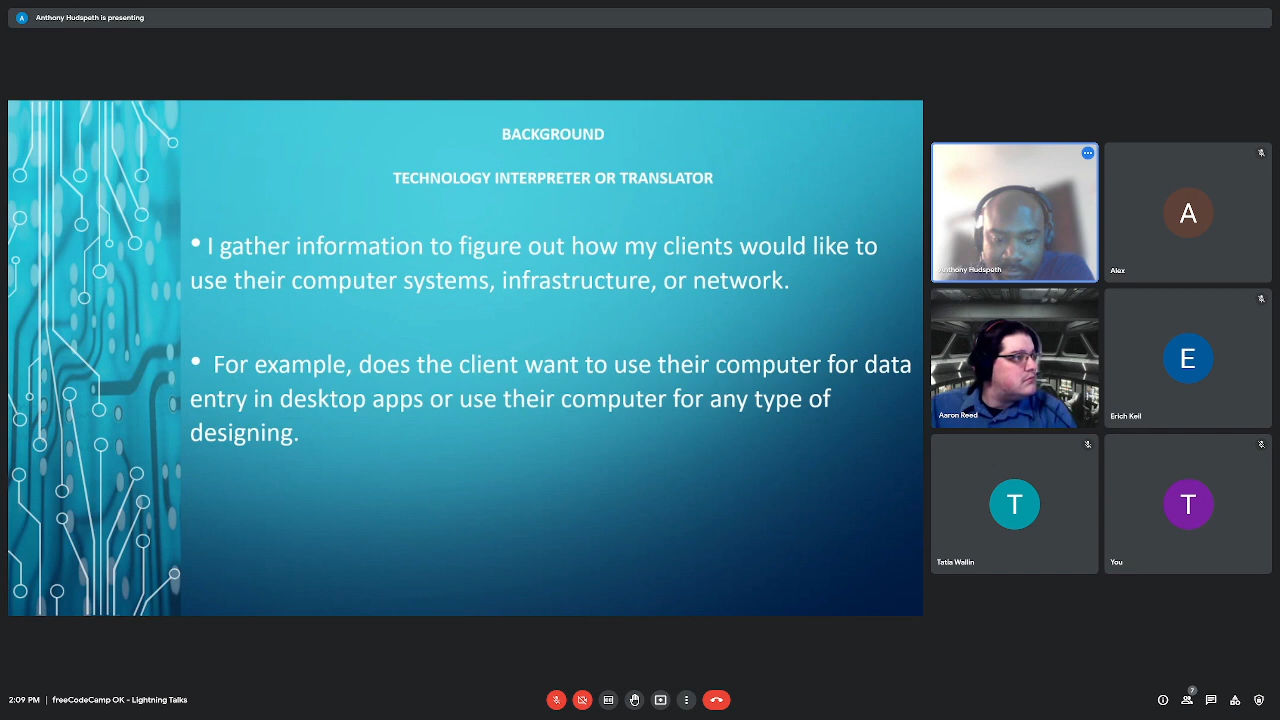 A Anthony Hudspeth is presenting
BACKGROUND
TECHNOLOGY INTERPRETER OR TRANSLATOR
• I gather information to figure out how my clients would like to
use their computer systems, infrastructure, or network.
• For example, does the client want to use their computer for data
entry in desktop apps or use their computer for any type of
designing.
Anthony Hudspeth
A
Alex
Aaron Reed
E
Erich Keil
T
Tatia Wallin
T
You
2:09 PM | freeCodeCamp OK - Lightning Talks
7